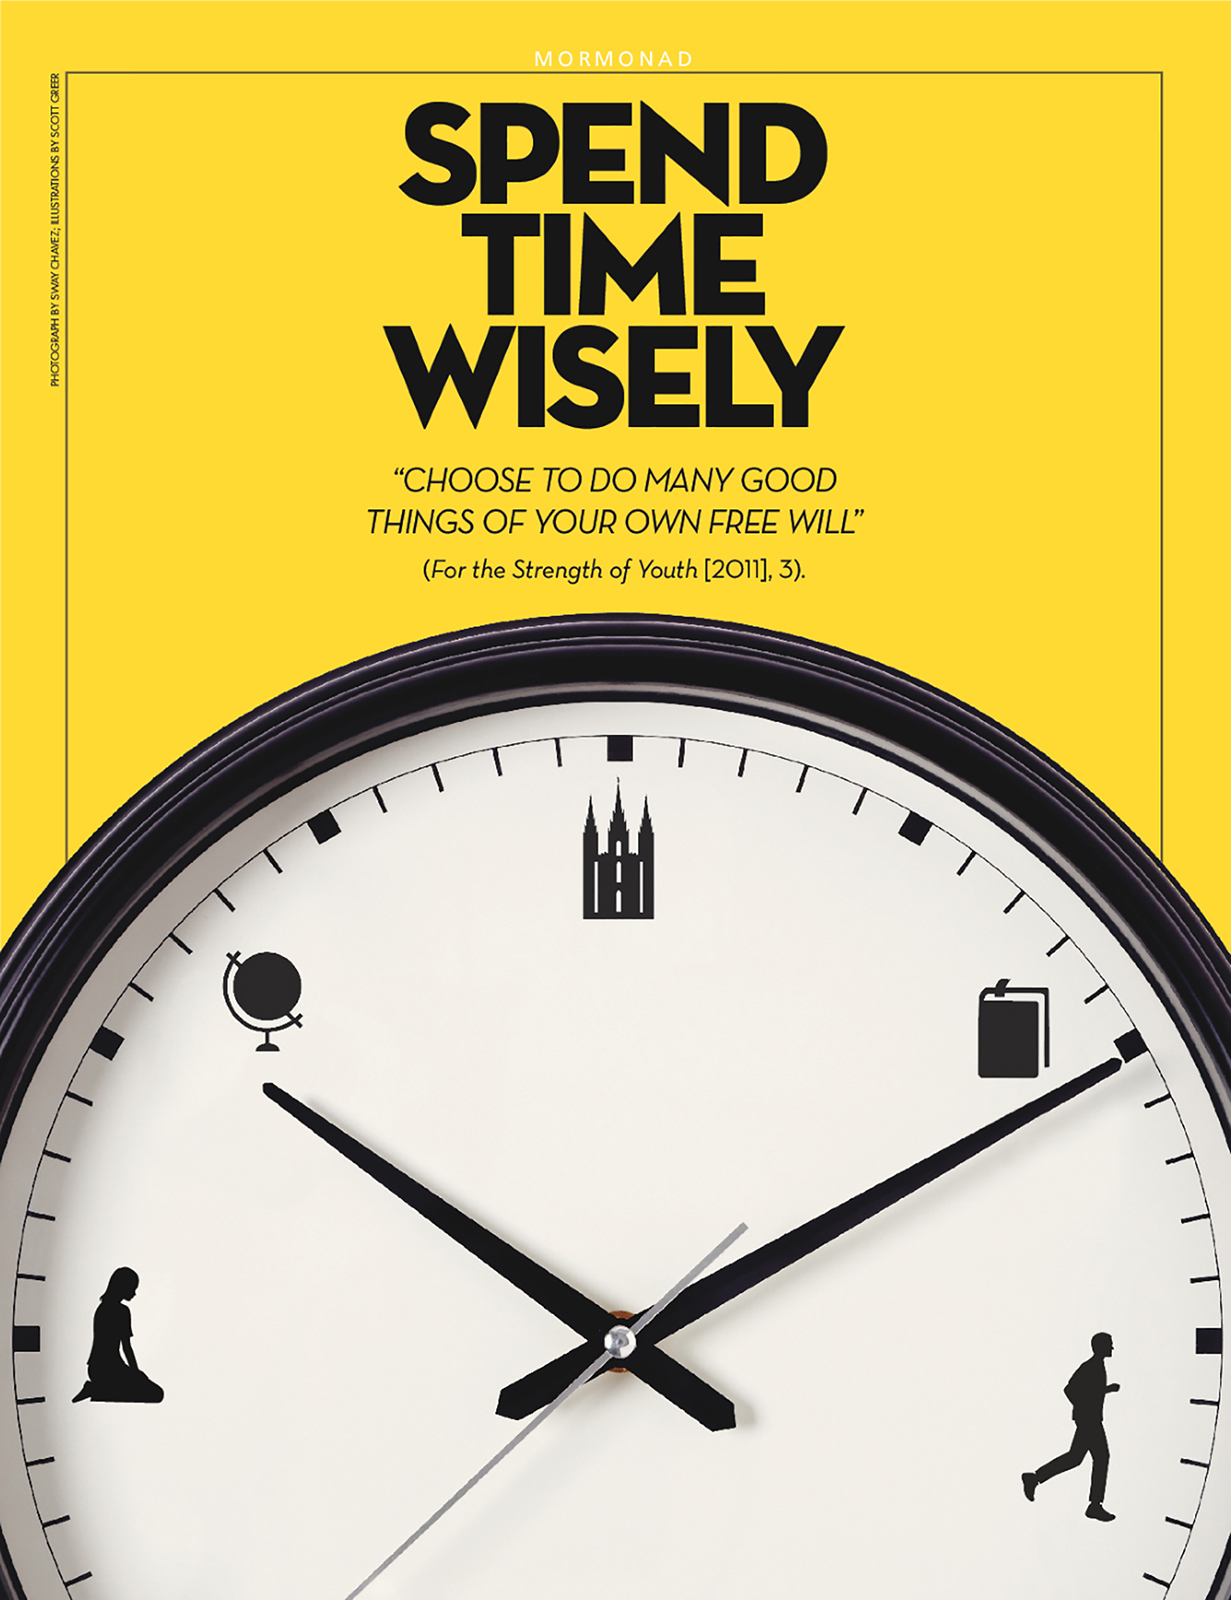 MORMONAD
SPEND
TIME
WISELY
“CHOOSE TO DO MANY GOOD
THINGS OF YOUR OWN FREE WILL”
(For the Strength of Youth [2011], 3).
PHOTOGRAPH BY SWAY CHAVEZ; ILLUSTRATIONS BY SCOTT GREER